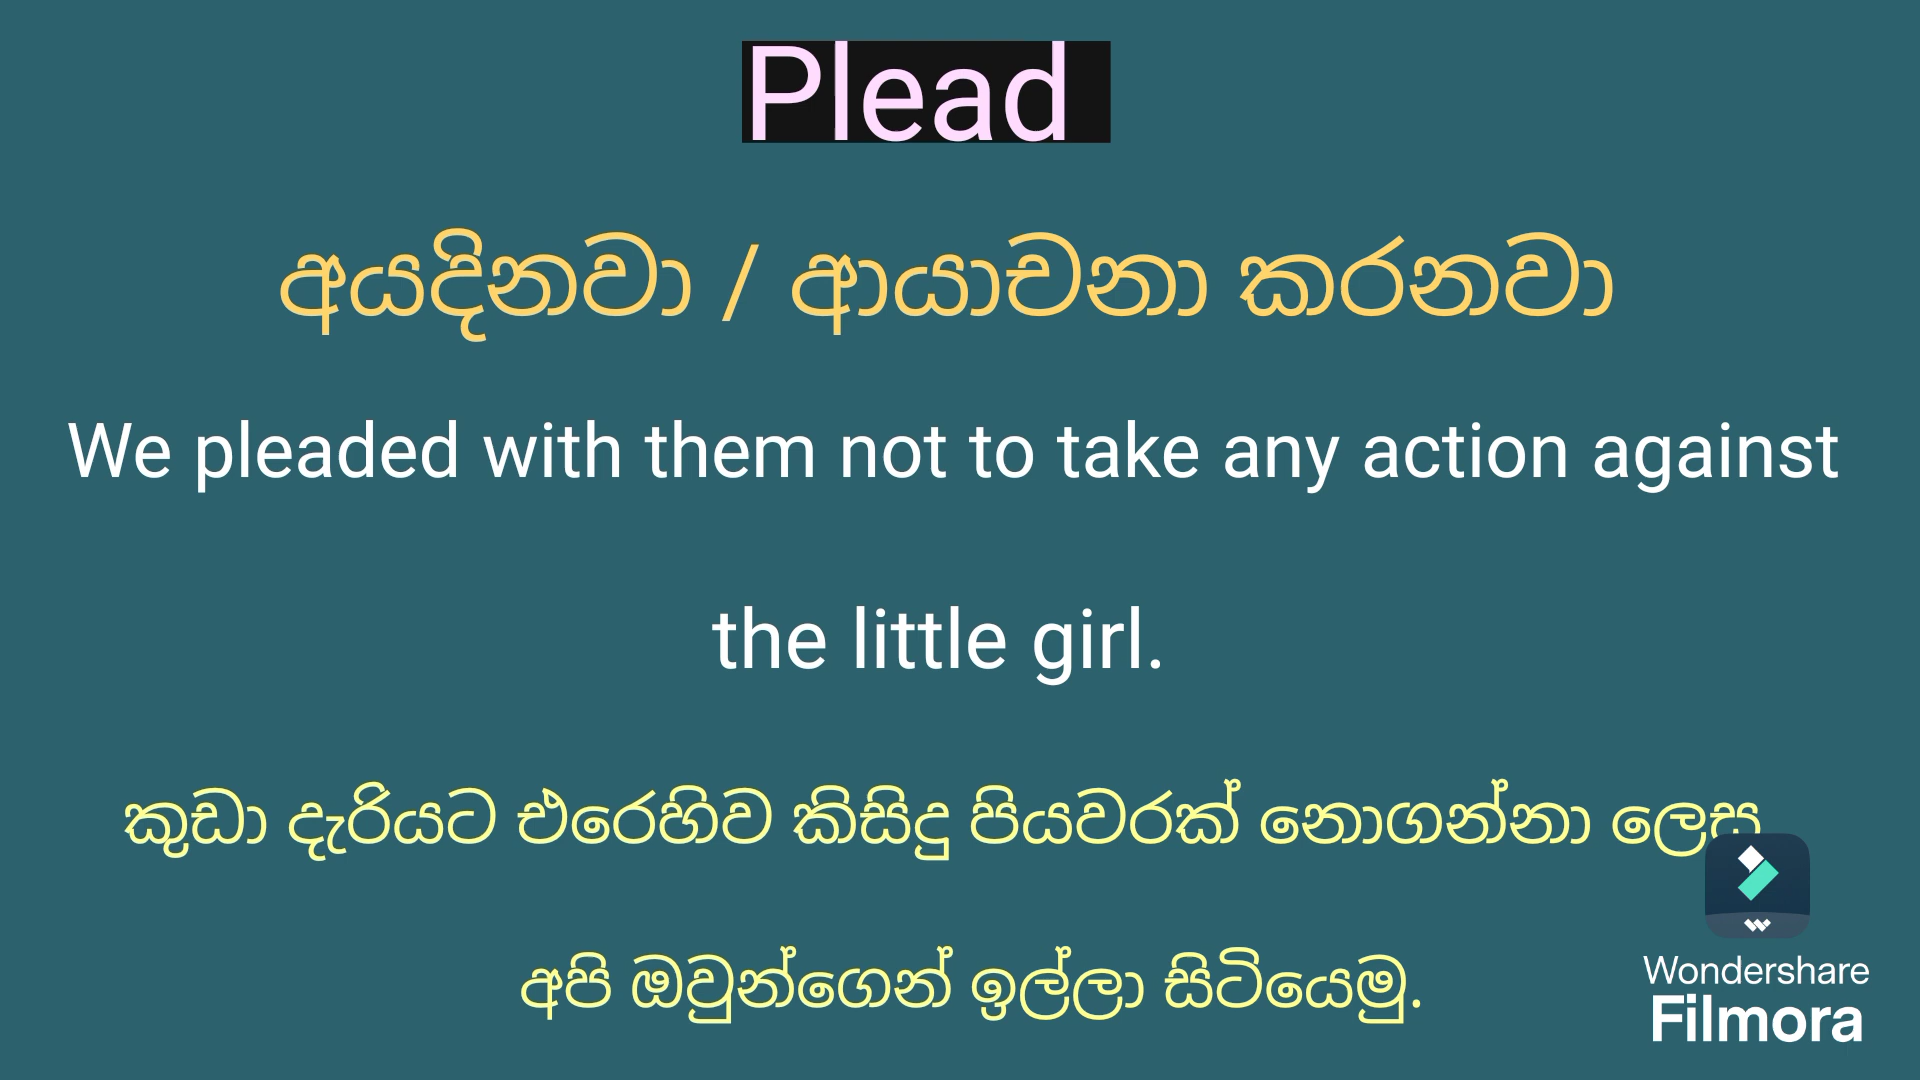 Plead
අයදිනවා / ආයාචනා කරනවා
We pleaded with them not to take any action against
the little girl.
කුඩා දැරියට එරෙහිව කිසිදු පියවරක් නොගන්නා ලෙස
අපි ඔවුන්ගෙන් ඉල්ලා සිටියෙමු.
Wondershare
Filmora